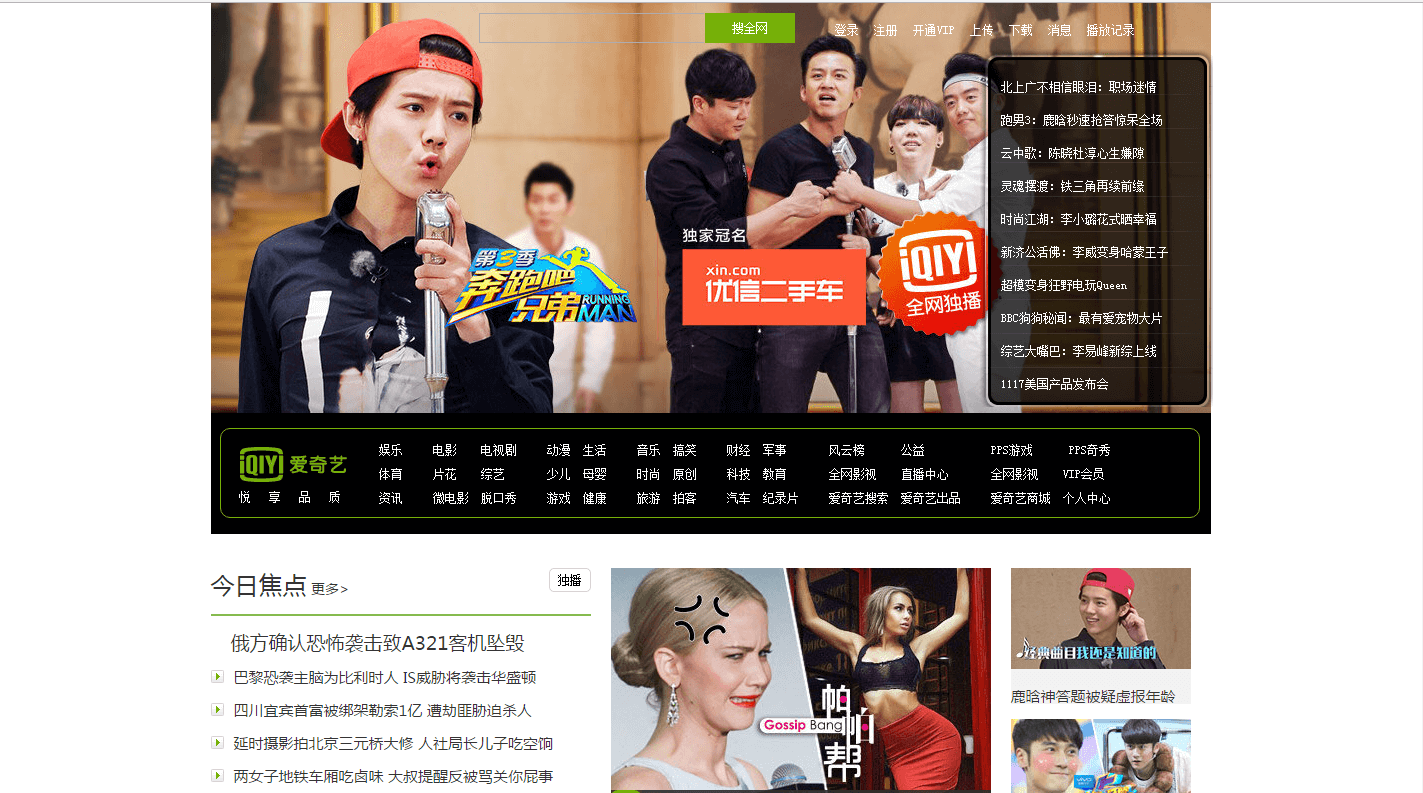 搜全网
登录 注册 开通VIP 上传 下载 消息 播放记录
北上广不相信眼泪：职场迷情
跑男3：鹿晗秒速抢答惊呆全场
云中歌：陈晓杜淳心生嫌隙
灵魂摆渡：铁三角再续前缘
时尚江湖：李小璐花式晒幸福
新济公活佛：李威变身哈蒙王子
超模变身狂野电玩Queen
BBC狗狗秘闻：最有爱宠物大片
综艺大嘴巴：李易峰新综上线
1117美国产品发布会
第3季
奔跑吧
兄弟 RUNNING MAN
独家冠名
xin.com
优信二手车
iQIYI
全网独播
iQIYI 爱奇艺
悦 享 品 质
娱乐 电影 电视剧 动漫 生活 音乐 搞笑 财经 军事 风云榜 公益 PPS游戏 PPS奇秀
体育 片花 综艺 少儿 母婴 时尚 原创 科技 教育 全网影视 直播中心 全网影视 VIP会员
资讯 微电影 脱口秀 游戏 健康 旅游 拍客 汽车 纪录片 爱奇艺搜索 爱奇艺出品 爱奇艺商城 个人中心
今日焦点 更多>
独播
俄方确认恐怖袭击致A321客机坠毁
巴黎恐袭主脑为比利时人 IS威胁将袭击华盛顿
四川宜宾首富被绑架勒索1亿 遭劫匪胁迫杀人
延时摄影拍北京三元桥大修 人社局长儿子吃空饷
两女子地铁车厢吃卤味 大叔提醒反被骂关你屁事
Gossip Bang
帕帕帮
经典曲目我还是知道的
鹿晗神答题被疑虚报年龄
vivo